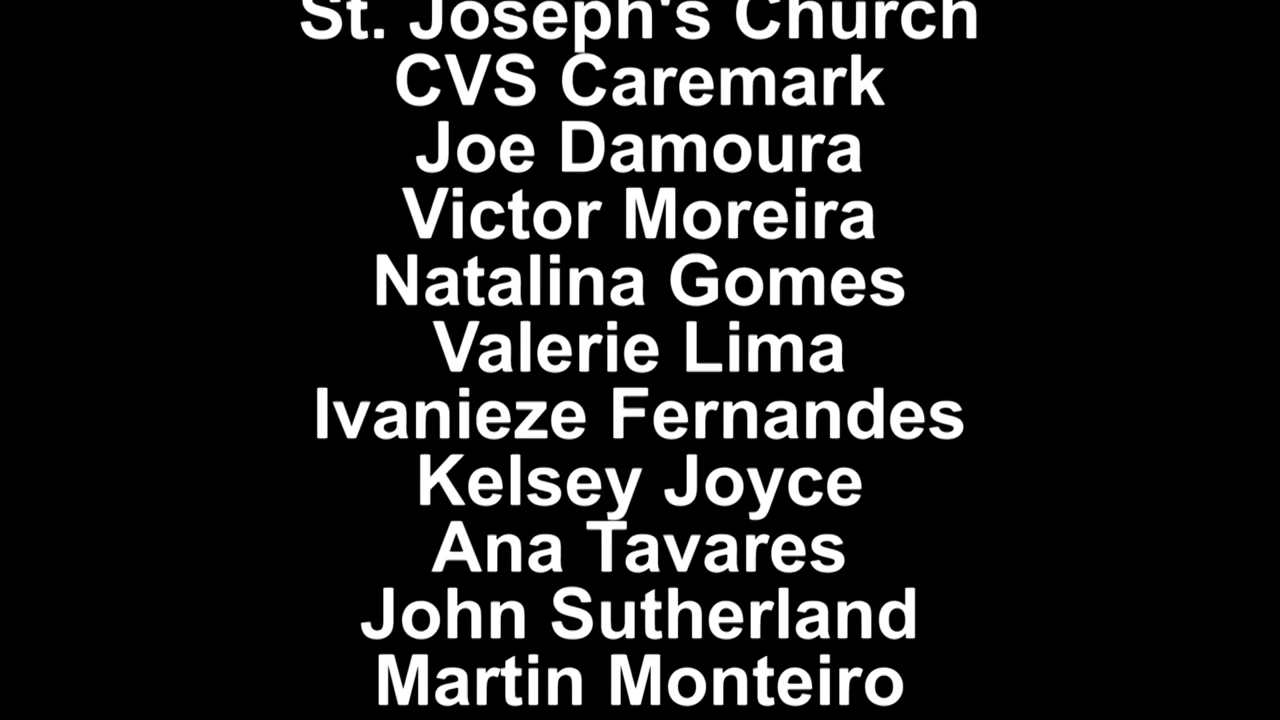 St. Joseph's Church
CVS Caremark
Joe Damoura
Victor Moreira
Natalina Gomes
Valerie Lima
Ivanieze Fernandes
Kelsey Joyce
Ana Tavares
John Sutherland
Martin Monteiro